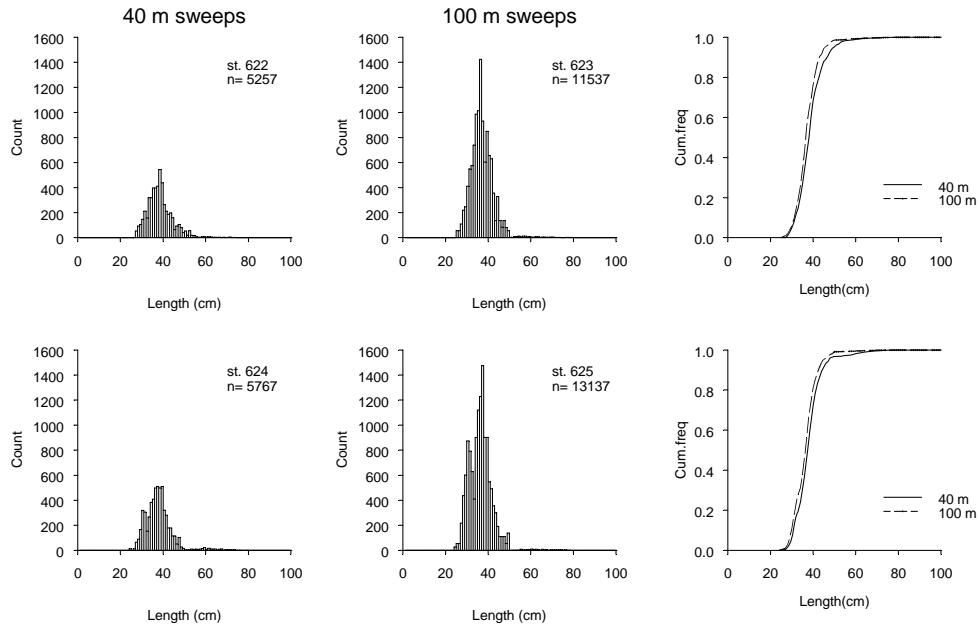 40 m sweeps
100 m sweeps
1600
1400
1200
1000
800
600
400
200
0
Count
st. 622
n= 5257
0 20 40 60 80 100
Length (cm)
1600
1400
1200
1000
800
600
400
200
0
Count
st. 623
n= 11537
0 20 40 60 80 100
Length (cm)
1.0
0.8
0.6
0.4
0.2
0.0
Cum.freq
40 m
100 m
0 20 40 60 80 100
Length(cm)
1600
1400
1200
1000
800
600
400
200
0
Count
st. 624
n= 5767
0 20 40 60 80 100
Length (cm)
1600
1400
1200
1000
800
600
400
200
0
Count
st. 625
n= 13137
0 20 40 60 80 100
Length (cm)
1.0
0.8
0.6
0.4
0.2
0.0
Cum.freq
40 m
100 m
0 20 40 60 80 100
Length(cm)